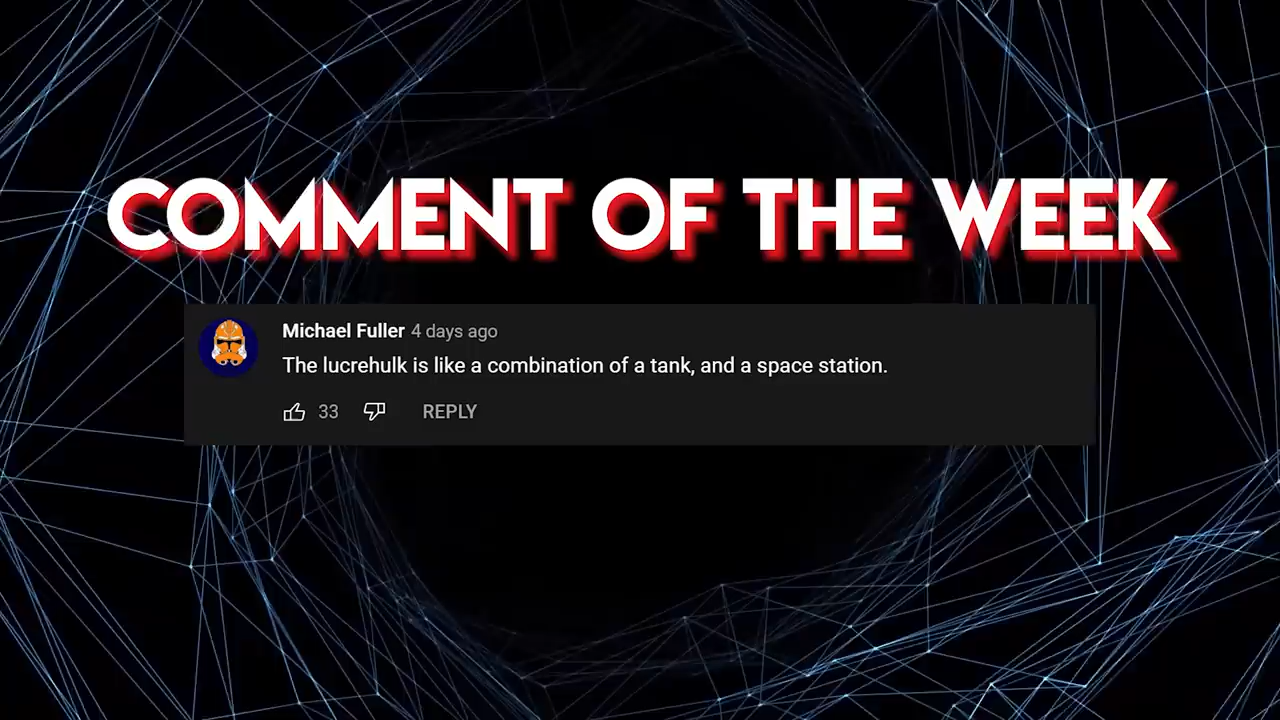 COMMENT OF THE WEEK
Michael Fuller 4 days ago
The lucrehulk is like a combination of a tank, and a space station.
33 REPLY